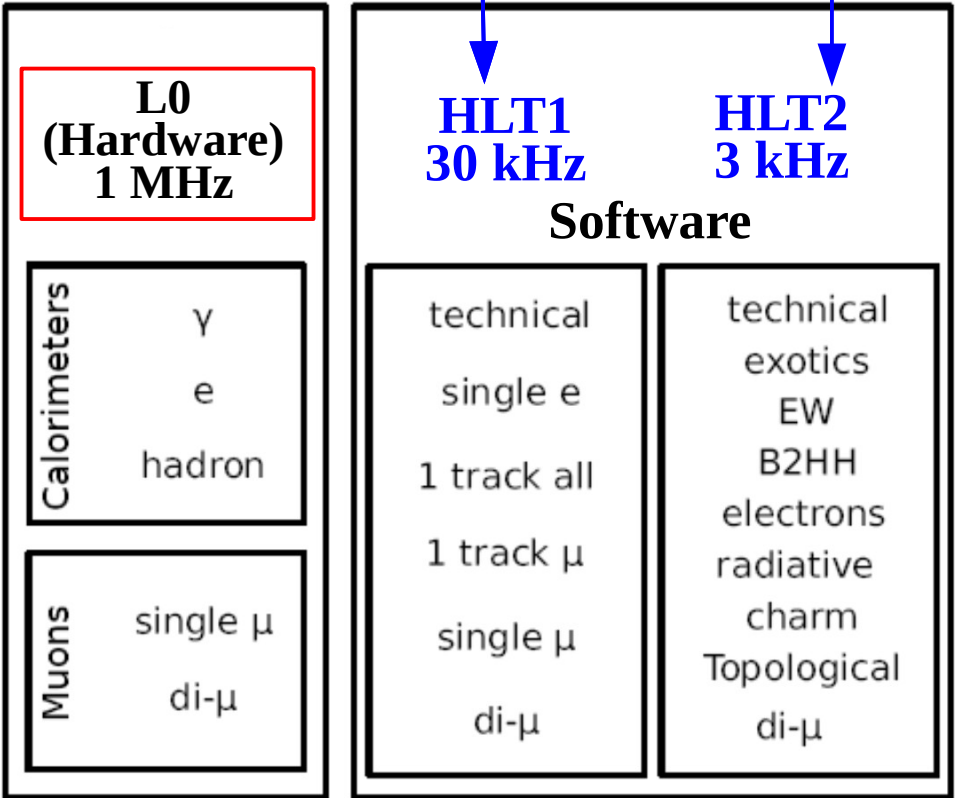 L0
(Hardware)
1 MHz
Calorimeters
γ
e
hadron
Muons
single μ
di-μ
HLT1
30 kHz
HLT2
3 kHz
Software
technical
single e
1 track all
1 track μ
single μ
di-μ
technical
exotics
EW
B2HH
electrons
radiative
charm
Topological
di-μ